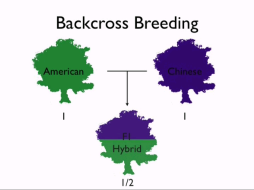 Backcross Breeding
American
Chinese
1
1
F1
Hybrid
1/2